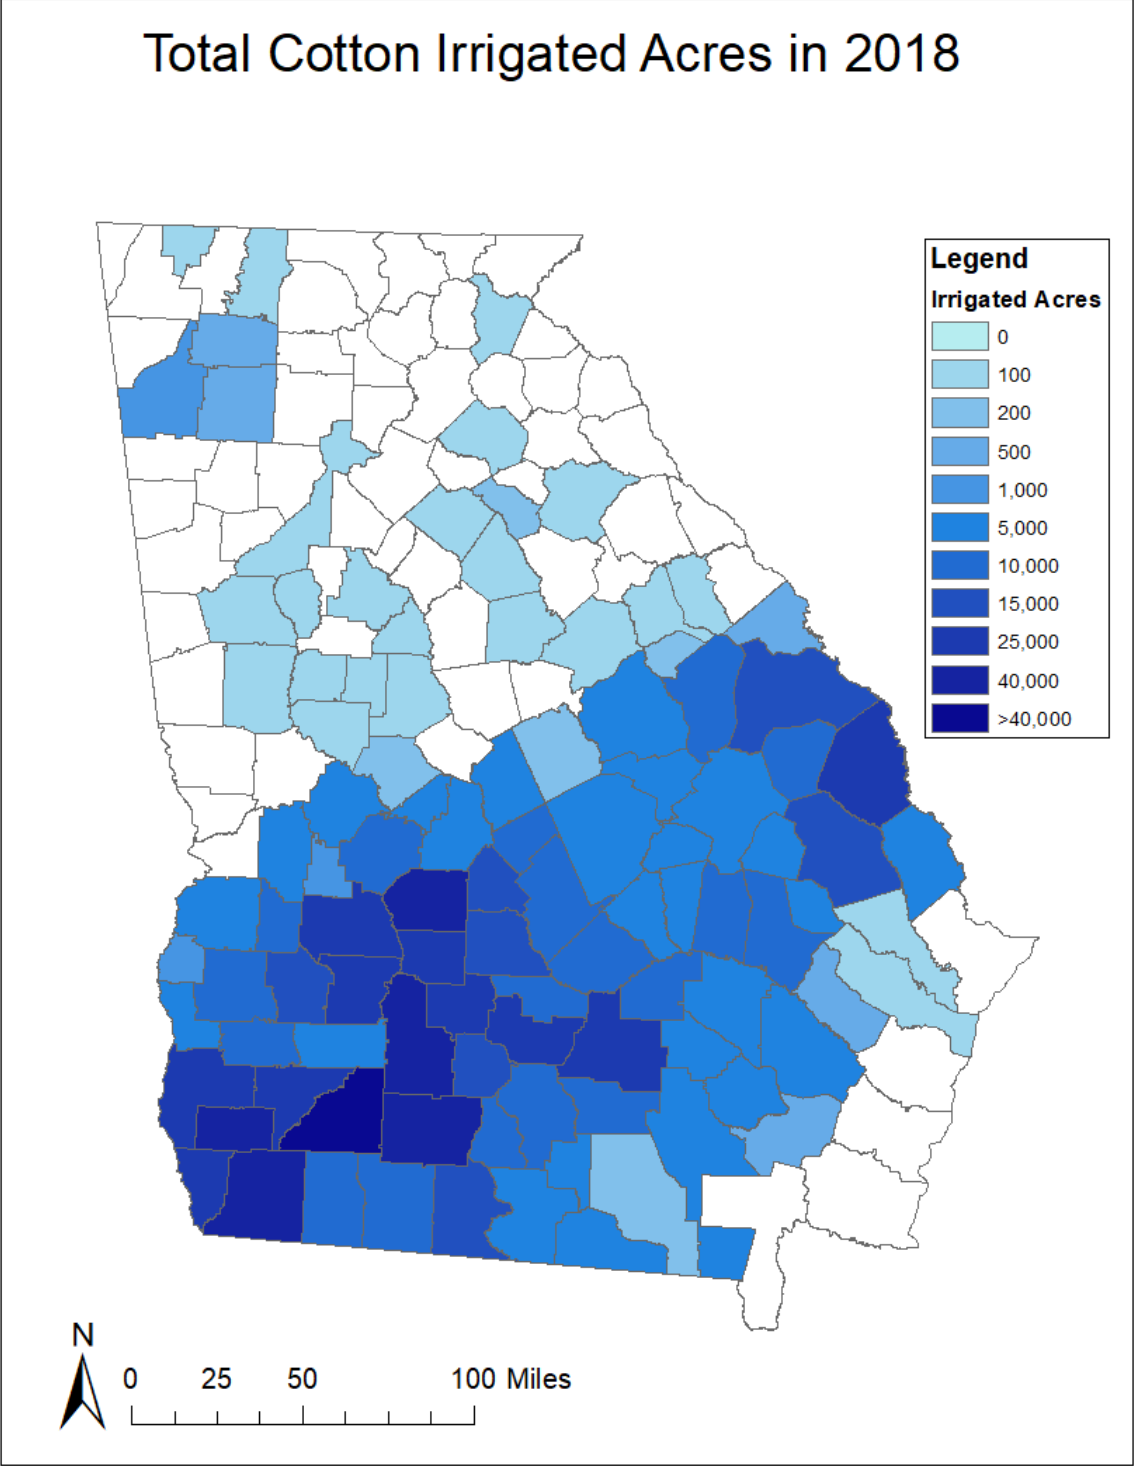 Total Cotton Irrigated Acres in 2018
Legend
Irrigated Acres
0
100
200
500
1,000
5,000
10,000
15,000
25,000
40,000
>40,000
N
0 25 50 100 Miles